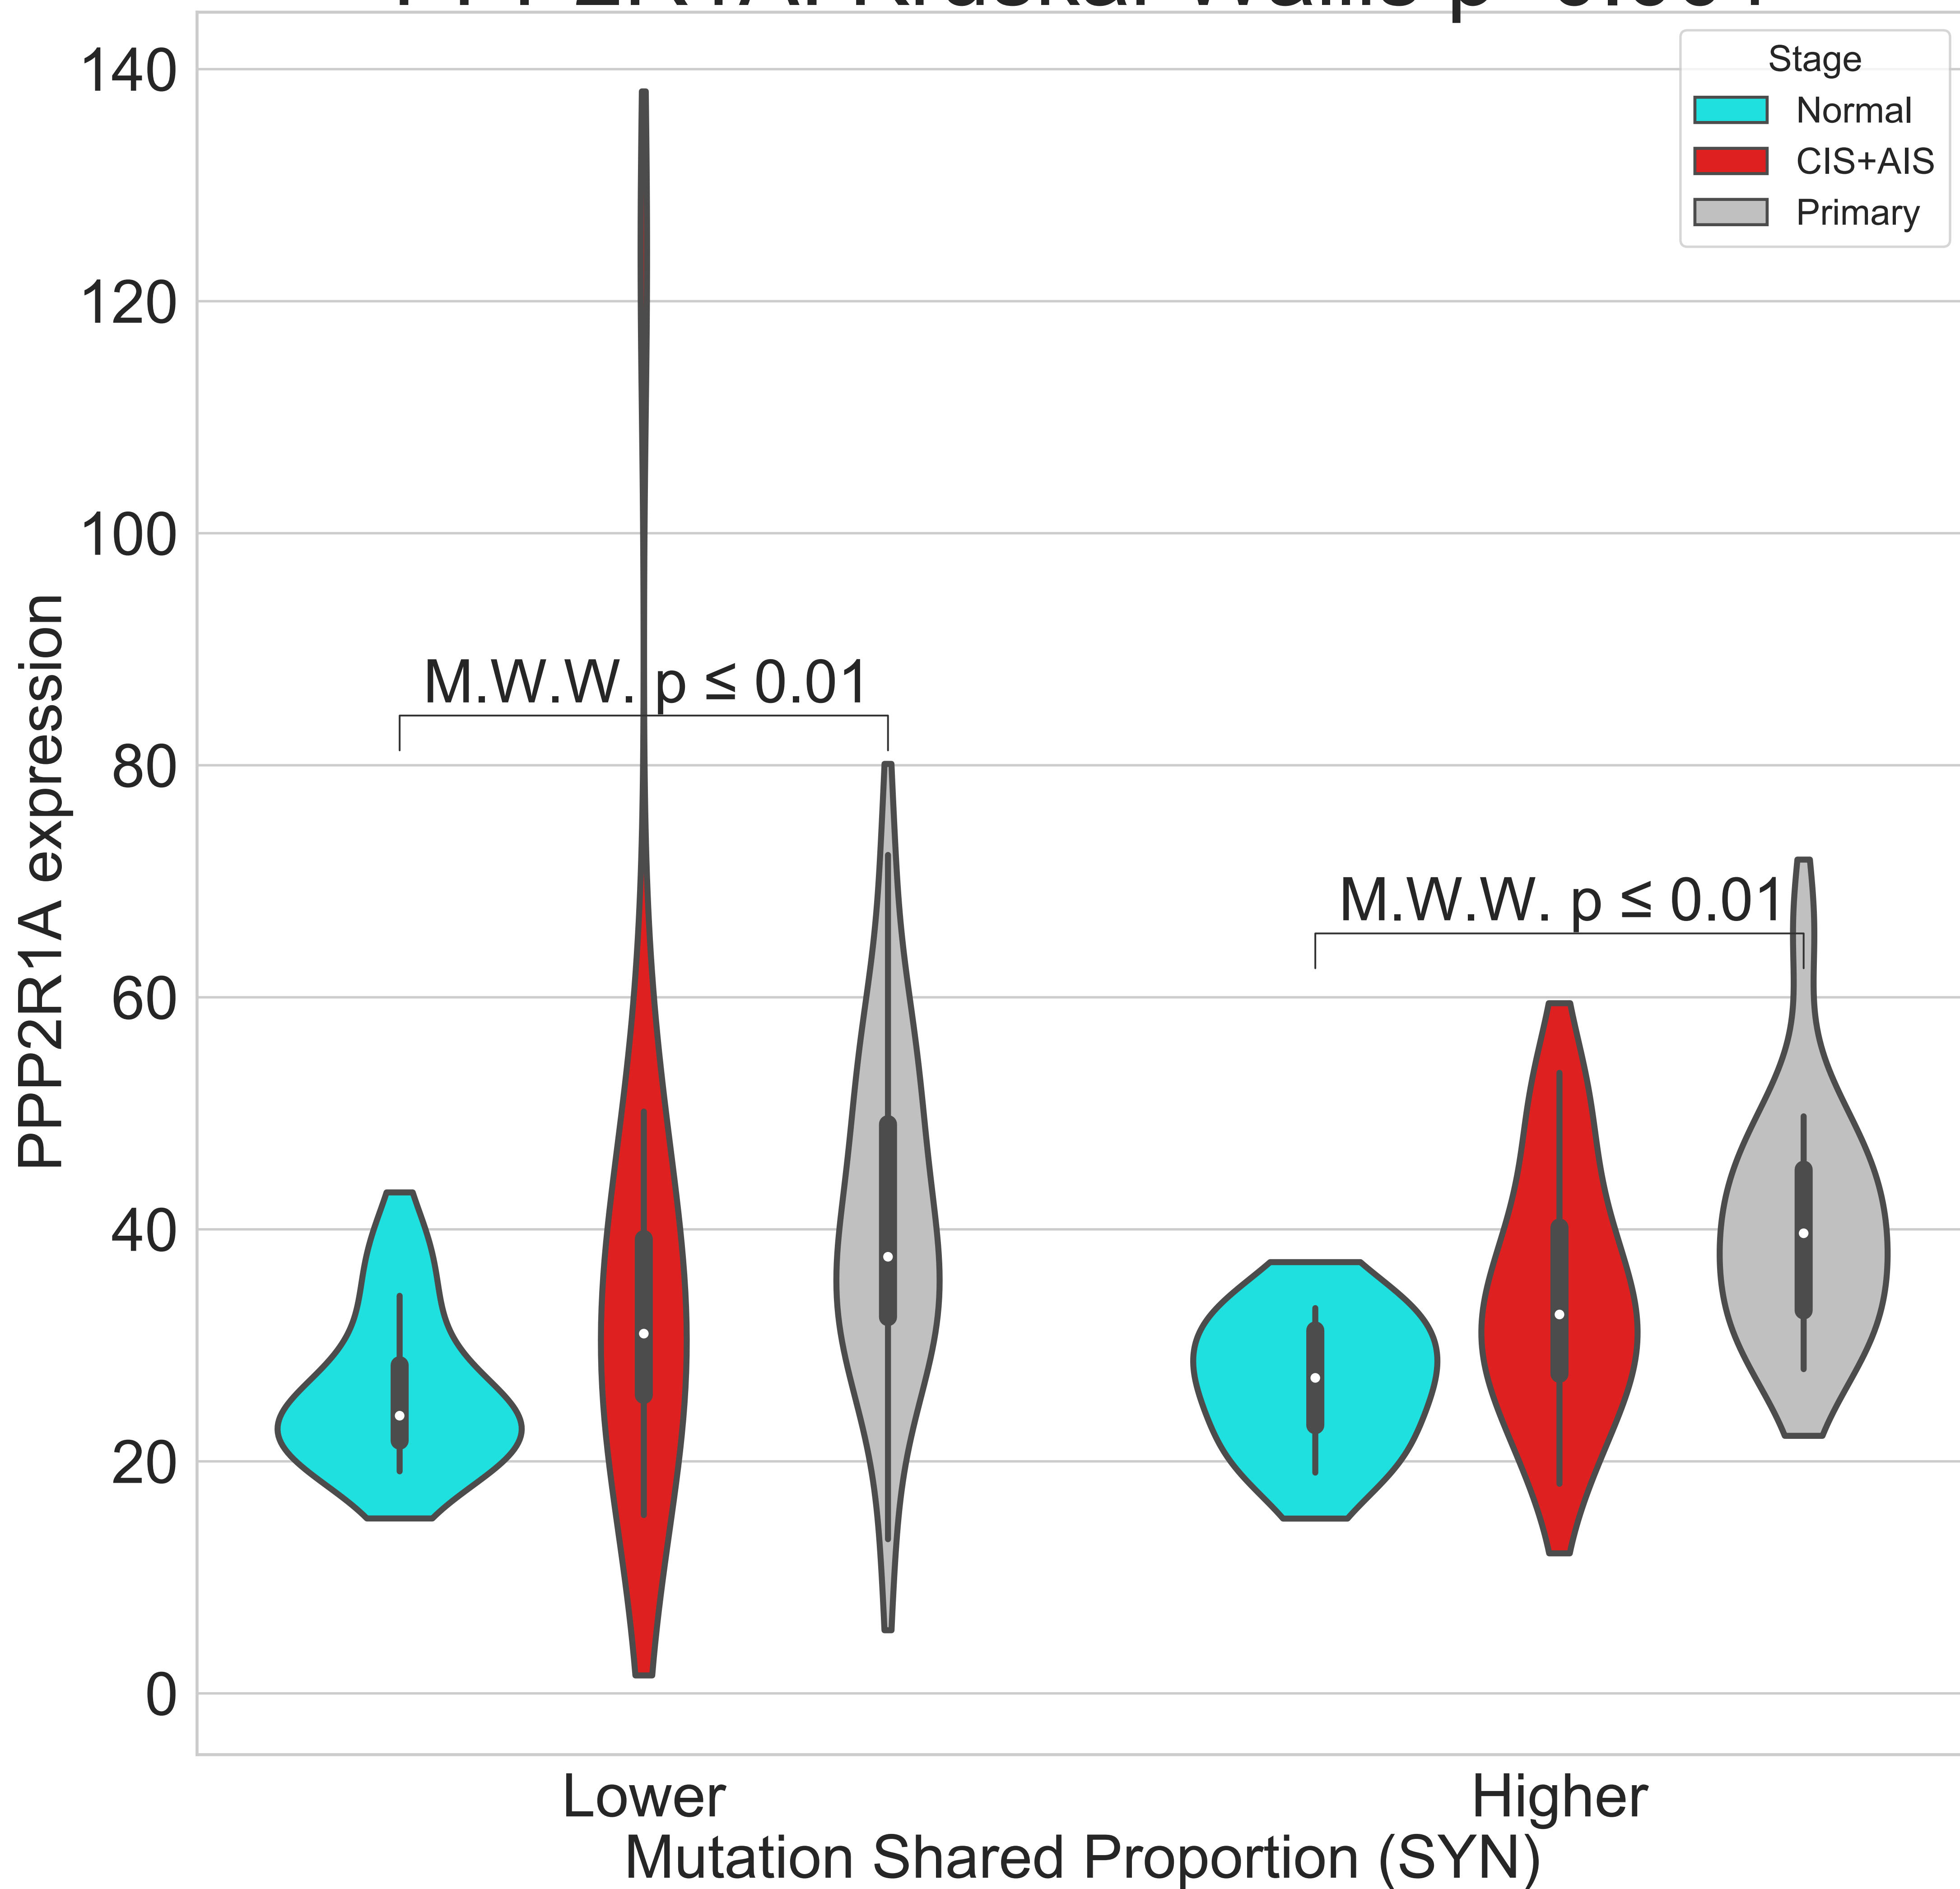 Stage
Normal
CIS+AIS
Primary
140
120
100
80
60
40
20
0
PPP2R1A expression
M.W.W. p ≤ 0.01
M.W.W. p ≤ 0.01
Lower
Higher
Mutation Shared Proportion (SYN)